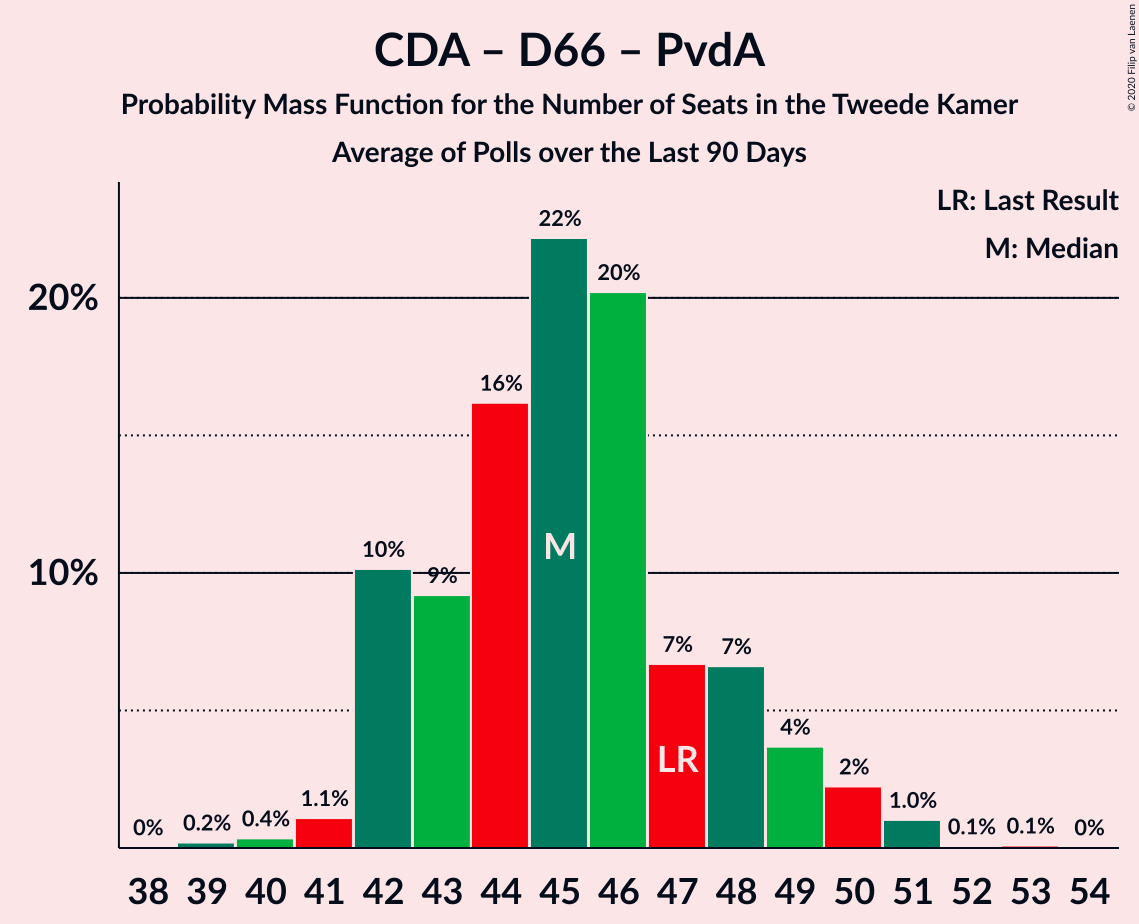 CDA – D66 – PvdA
Probability Mass Function for the Number of Seats in the Tweede Kamer
Average of Polls over the Last 90 Days
© 2020 Filip van Laenen
LR: Last Result
M: Median
20%
10%
0%
0.2%
0.4%
1.1%
10%
9%
16%
22%
20%
7%
7%
4%
2%
1.0%
0.1%
0.1%
0%
M
LR
38 39 40 41 42 43 44 45 46 47 48 49 50 51 52 53 54